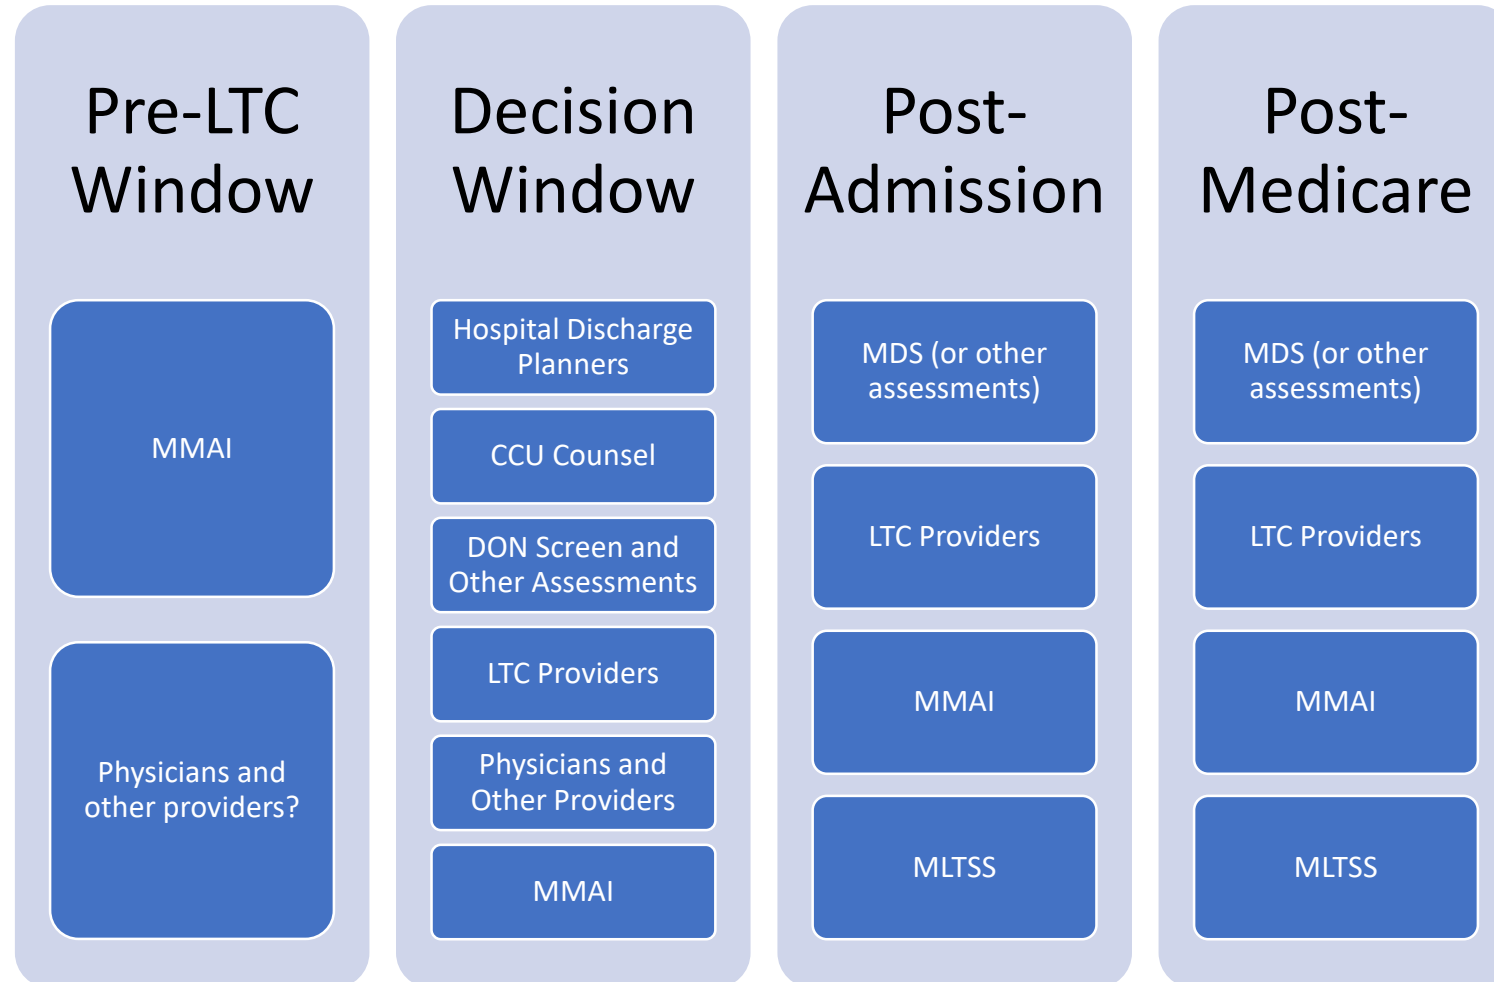 Pre-LTC
Window
MMAI
Physicians and
other providers?
Decision
Window
Hospital Discharge
Planners
CCU Counsel
DON Screen and
Other Assessments
LTC Providers
Physicians and
Other Providers
MMAI
Post-
Admission
MDS (or other
assessments)
LTC Providers
MMAI
MLTSS
Post-
Medicare
MDS (or other
assessments)
LTC Providers
MMAI
MLTSS